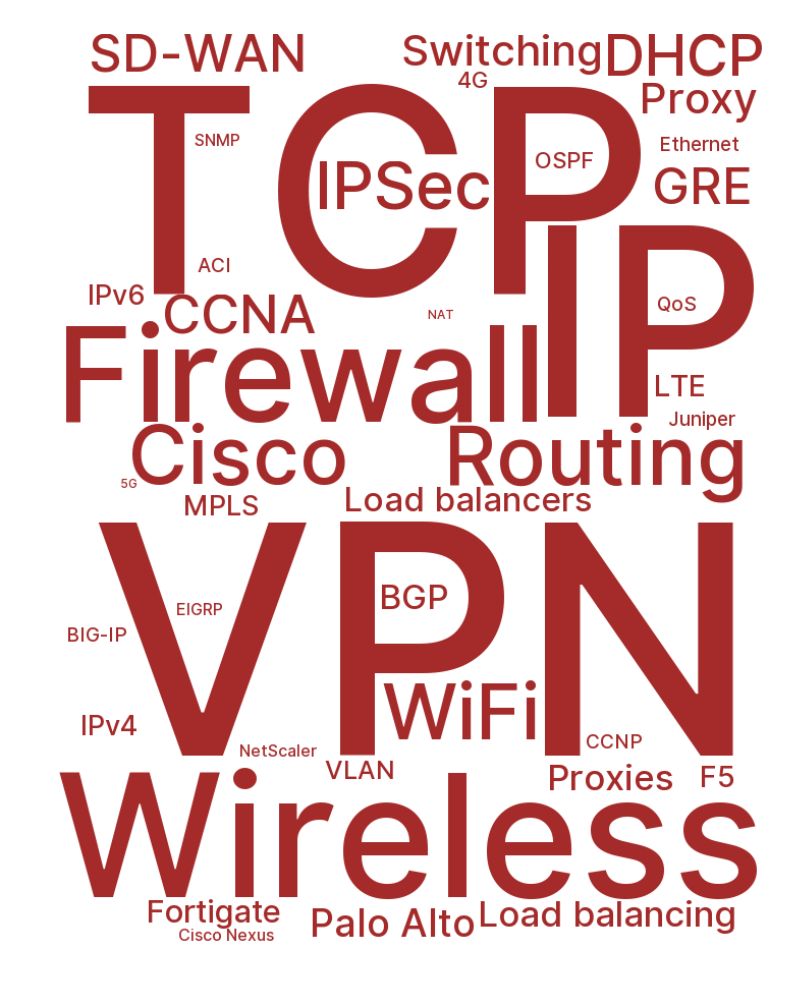 SD-WAN
Switching
DHCP
4G
Proxy
TCP
SNMP
Ethernet
OSPF
IPSec
GRE
IP
ACI
IPv6
CCNA
NAT
QoS
Firewall
LTE
Juniper
Cisco
Routing
5G
MPLS
Load balancers
VPN
BGP
EIGRP
BIG-IP
WiFi
IPv4
CCNP
NetScaler
VLAN
Proxies
F5
Wireless
Fortigate
Palo Alto
Load balancing
Cisco Nexus